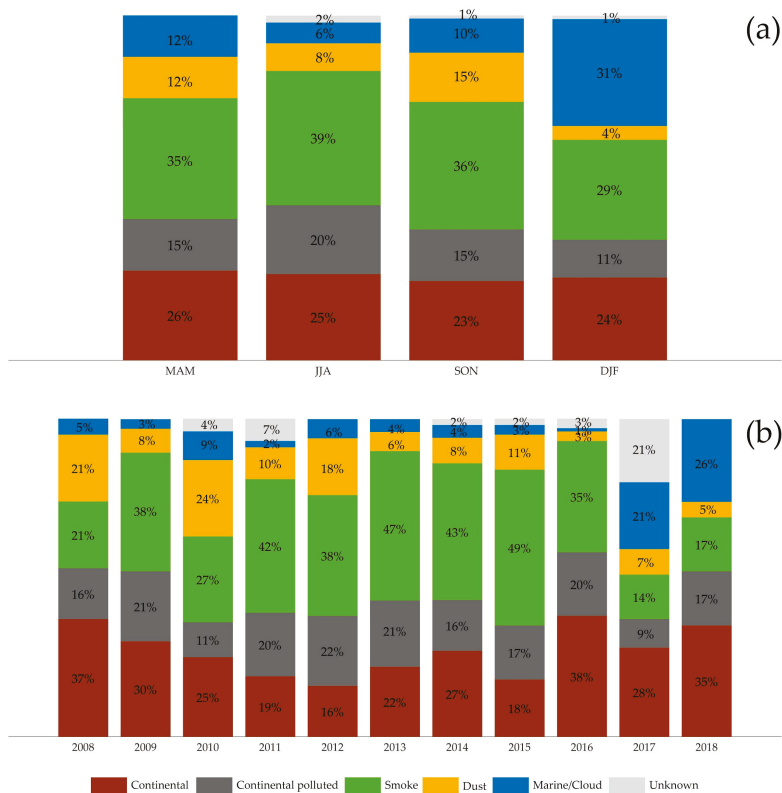 2% 1% 1%
12% 6% 10% 31% (a)
12% 8% 15% 4%
35% 39% 36% 29%
15% 20% 15% 11%
26% 25% 23% 24%
MAM JJA SON DJF
5% 3% 4% 7% 6% 4% 2% 2% 3% 21% 26% (b)
21% 8% 9% 2% 18% 6% 4% 3% 1% 21% 5%
21% 38% 24% 10% 38% 47% 8% 11% 3% 7% 17%
16% 21% 27% 42% 22% 21% 43% 49% 35% 14% 17%
37% 30% 11% 20% 16% 22% 16% 17% 20% 9% 35%
25% 19% 27% 18% 38% 28%
2008 2009 2010 2011 2012 2013 2014 2015 2016 2017 2018
Continental Continental polluted Smoke Dust Marine/Cloud Unknown